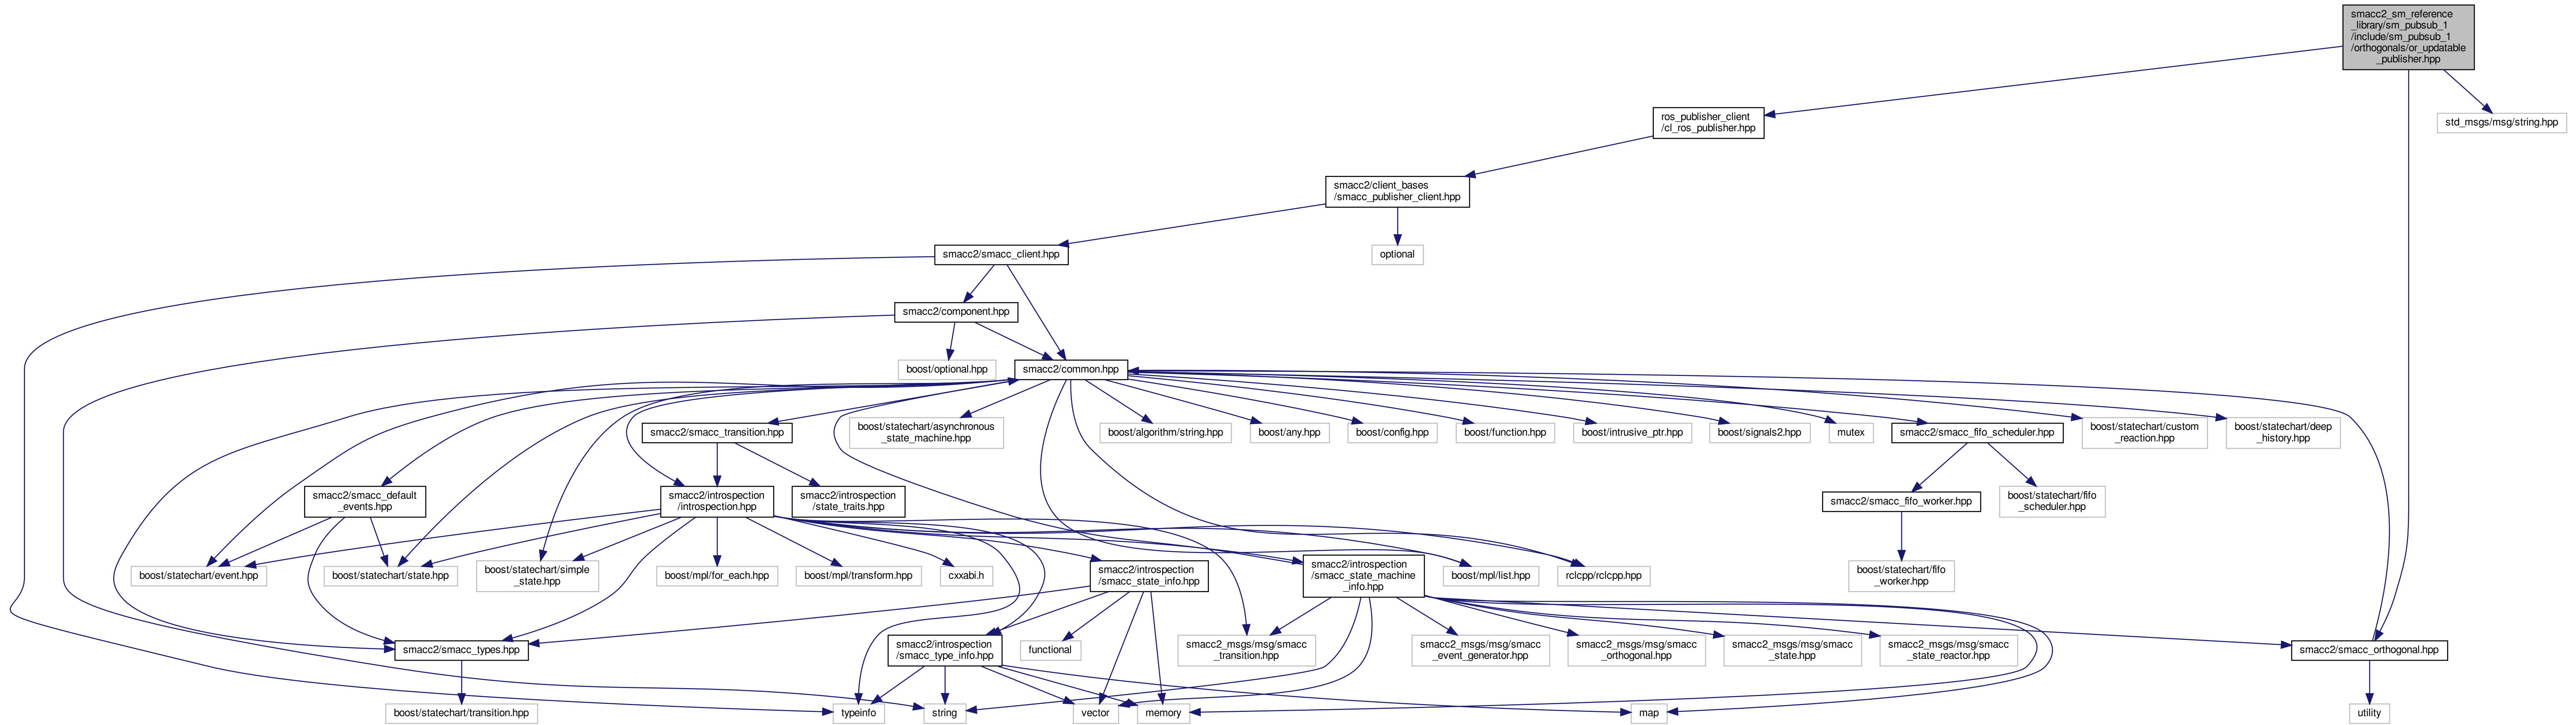 smacc2_sm_reference
_library/sm_pubsub_1
/include/sm_pubsub_1
/orthogonals/or_updatable
_publisher.hpp
ros_publisher_client
/cl_ros_publisher.hpp
std_msgs/msg/string.hpp
smacc2/client_bases
/smacc_publisher_client.hpp
smacc2/smacc_client.hpp
optional
smacc2/component.hpp
boost/optional.hpp
smacc2/common.hpp
smacc2/smacc_transition.hpp
boost/statechart/asynchronous
_state_machine.hpp
boost/algorithm/string.hpp
boost/any.hpp
boost/config.hpp
boost/function.hpp
boost/intrusive_ptr.hpp
boost/signals2.hpp
mutex
smacc2/smacc_fifo_scheduler.hpp
boost/statechart/custom
_reaction.hpp
boost/statechart/deep
_history.hpp
smacc2/smacc_default
_events.hpp
smacc2/introspection
/introspection.hpp
smacc2/introspection
/state_traits.hpp
smacc2/smacc_fifo_worker.hpp
boost/statechart/fifo
_scheduler.hpp
boost/statechart/event.hpp
boost/statechart/state.hpp
boost/statechart/simple
_state.hpp
boost/mpl/for_each.hpp
boost/mpl/transform.hpp
cxxabi.h
smacc2/introspection
/smacc_state_info.hpp
smacc2/introspection
/smacc_state_machine
_info.hpp
boost/mpl/list.hpp
rclcpp/rclcpp.hpp
boost/statechart/fifo
_worker.hpp
smacc2/smacc_types.hpp
smacc2/introspection
/smacc_type_info.hpp
functional
smacc2_msgs/msg/smacc
_transition.hpp
smacc2_msgs/msg/smacc
_event_generator.hpp
smacc2_msgs/msg/smacc
_orthogonal.hpp
smacc2_msgs/msg/smacc
_state.hpp
smacc2_msgs/msg/smacc
_state_reactor.hpp
smacc2/smacc_orthogonal.hpp
boost/statechart/transition.hpp
typeinfo
string
vector
memory
map
utility